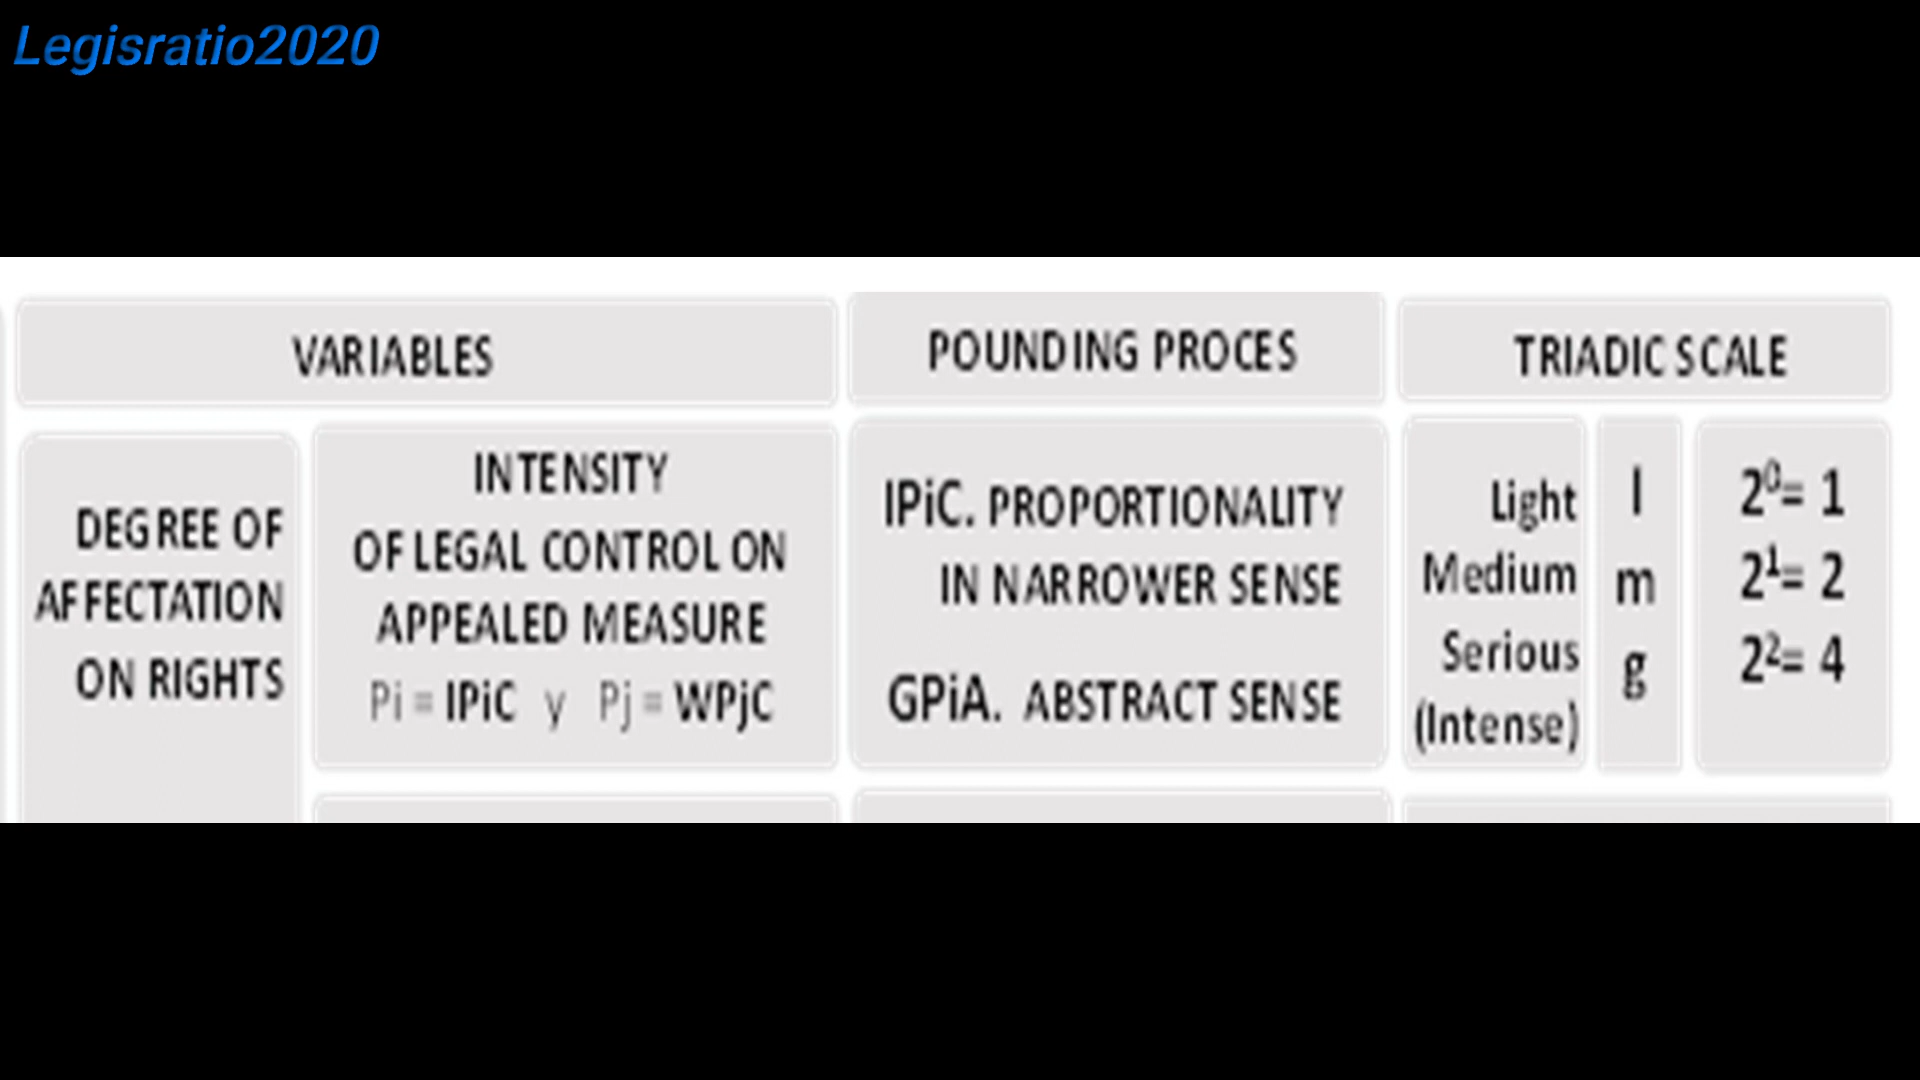 Legisratio2020
VARIABLES
POUNDING PROCES
TRIADIC SCALE
DEGREE OF
AFFECTATION
ON RIGHTS
INTENSITY
OF LEGAL CONTROL ON
APPEALED MEASURE
Pi = IPiC y Pj = WPjC
IPiC. PROPORTIONALITY
IN NARROWER SENSE
GPiA. ABSTRACT SENSE
Light
Medium
Serious
(Intense)
l
m
g
2⁰= 1
2¹= 2
2²= 4